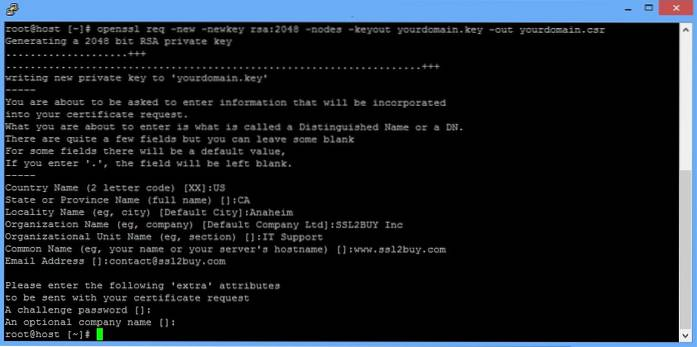 root@host [~]# openssl req -new -newkey rsa:2048 -nodes -keyout yourdomain.key -out yourdomain.csr
Generating a 2048 bit RSA private key
....................+++
.....................................................................+++
writing new private key to 'yourdomain.key'
-----
You are about to be asked to enter information that will be incorporated
into your certificate request.
What you are about to enter is what is called a Distinguished Name or a DN.
There are quite a few fields but you can leave some blank
For some fields there will be a default value,
If you enter '.', the field will be left blank.
-----
Country Name (2 letter code) [XX]:US
State or Province Name (full name) []:CA
Locality Name (eg, city) [Default City]:Anaheim
Organization Name (eg, company) [Default Company Ltd]:SSL2BUY Inc
Organizational Unit Name (eg, section) []:IT Support
Common Name (eg, your name or your server's hostname) []:www.ssl2buy.com
Email Address []:contact@ssl2buy.com
Please enter the following 'extra' attributes
to be sent with your certificate request
A challenge password []:
An optional company name []:
root@host [~]#